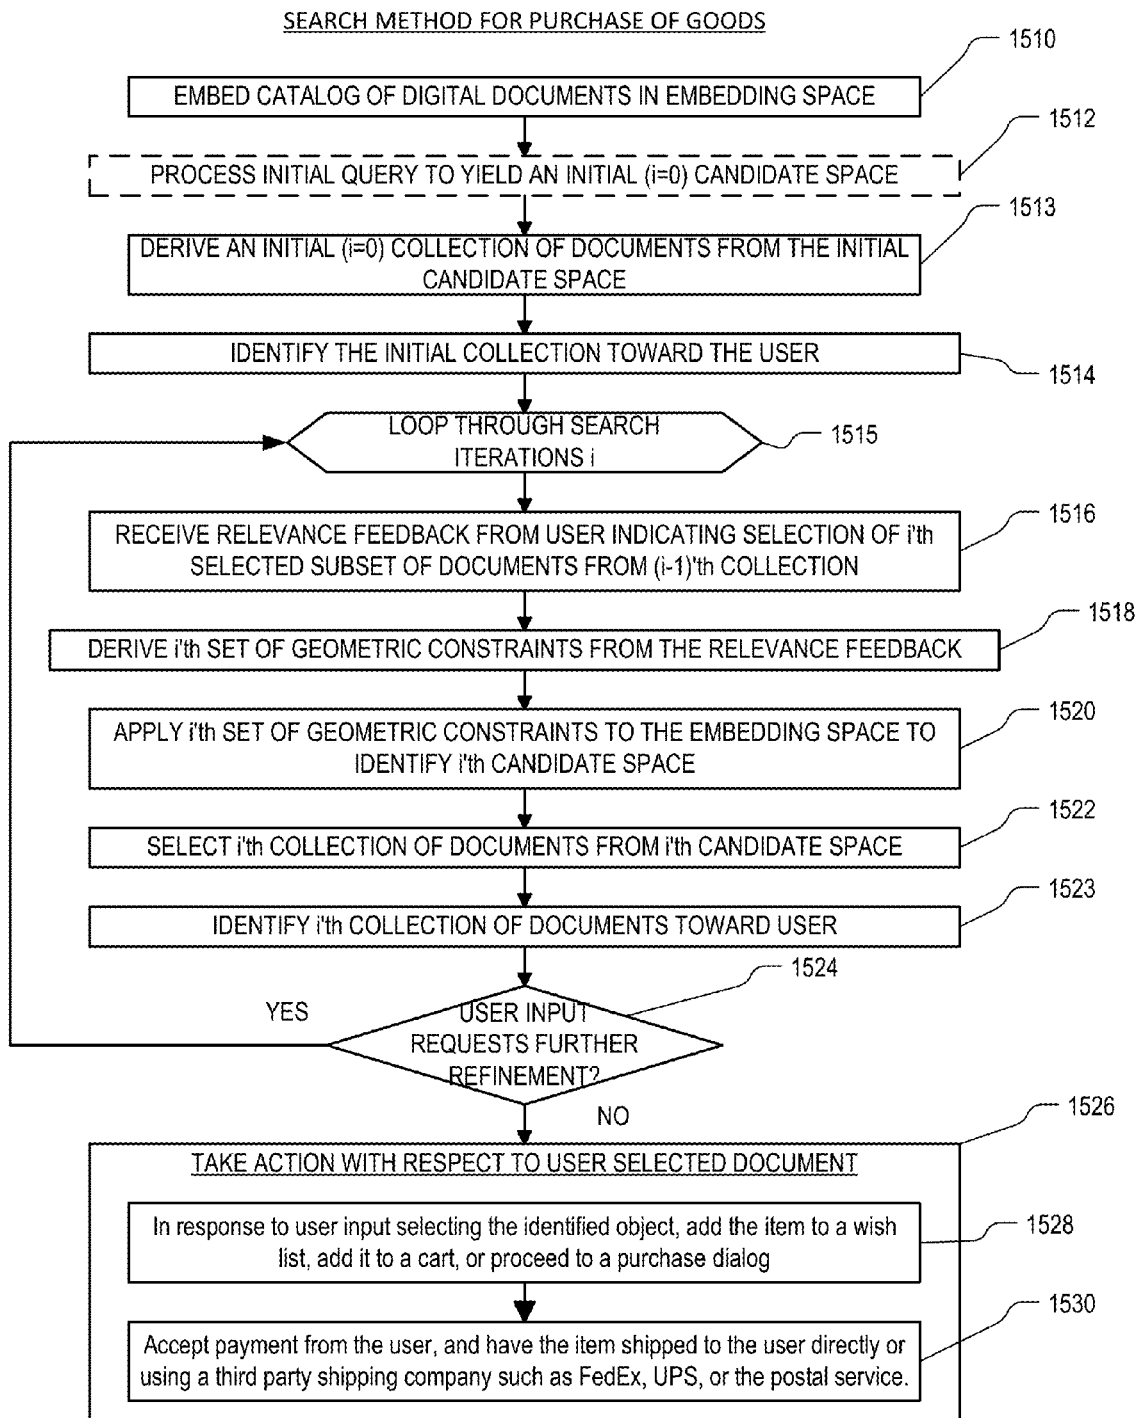 SEARCH METHOD FOR PURCHASE OF GOODS
1510
EMBED CATALOG OF DIGITAL DOCUMENTS IN EMBEDDING SPACE
1512
PROCESS INITIAL QUERY TO YIELD AN INITIAL (i=0) CANDIDATE SPACE
1513
DERIVE AN INITIAL (i=0) COLLECTION OF DOCUMENTS FROM THE INITIAL
CANDIDATE SPACE
IDENTIFY THE INITIAL COLLECTION TOWARD THE USER
1514
LOOP THROUGH SEARCH
ITERATIONS i
1515
1516
RECEIVE RELEVANCE FEEDBACK FROM USER INDICATING SELECTION OF i'th
SELECTED SUBSET OF DOCUMENTS FROM (i-1)'th COLLECTION
1518
DERIVE i'th SET OF GEOMETRIC CONSTRAINTS FROM THE RELEVANCE FEEDBACK
1520
APPLY i'th SET OF GEOMETRIC CONSTRAINTS TO THE EMBEDDING SPACE TO
IDENTIFY i'th CANDIDATE SPACE
1522
SELECT i'th COLLECTION OF DOCUMENTS FROM i'th CANDIDATE SPACE
1523
IDENTIFY i'th COLLECTION OF DOCUMENTS TOWARD USER
1524
YES
USER INPUT
REQUESTS FURTHER
REFINEMENT?
NO
1526
TAKE ACTION WITH RESPECT TO USER SELECTED DOCUMENT
In response to user input selecting the identified object, add the item to a wish
list, add it to a cart, or proceed to a purchase dialog
1528
1530
Accept payment from the user, and have the item shipped to the user directly or
using a third party shipping company such as FedEx, UPS, or the postal service.